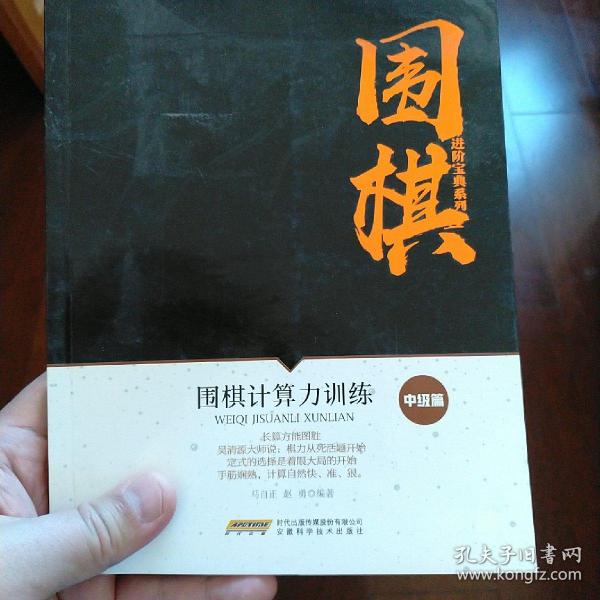 围棋
进阶宝典系列
围棋计算力训练
中级篇
WEIQI JISUANLI XUNLIAN
长算方能图胜
吴清源大师说：棋力从死活题开始
定式的选择是着眼大局的开始
手筋娴熟，计算自然快、准、狠。
马自正 赵 勇◎编著
APGTIME
时代出版
时代出版传媒股份有限公司
安徽科学技术出版社
孔夫子旧书网
www.kongfz.com